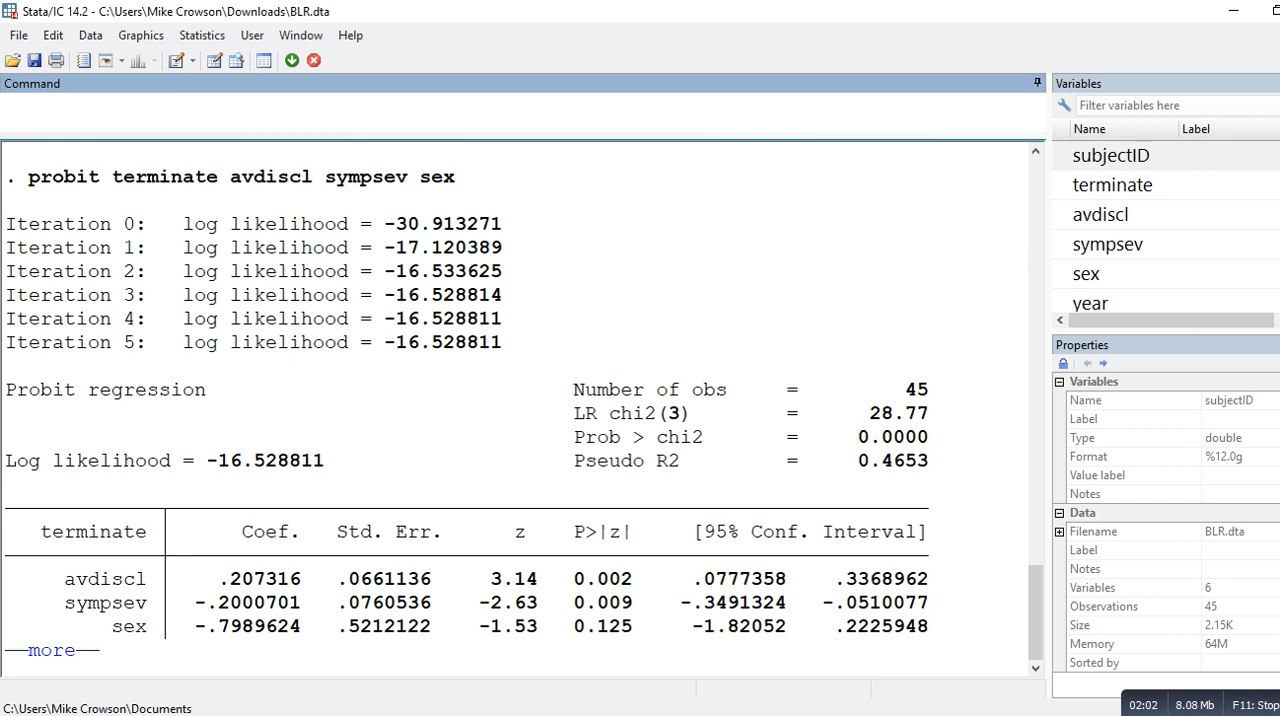 Stata/IC 14.2 - C:\Users\Mike Crowson\Downloads\BLR.dta
File Edit Data Graphics Statistics User Window Help
Command
. probit terminate avdiscl sympsev sex
Iteration 0: log likelihood = -30.913271
Iteration 1: log likelihood = -17.120389
Iteration 2: log likelihood = -16.533625
Iteration 3: log likelihood = -16.528814
Iteration 4: log likelihood = -16.528811
Iteration 5: log likelihood = -16.528811
Probit regression Number of obs = 45
LR chi2(3) = 28.77
Prob > chi2 = 0.0000
Log likelihood = -16.528811 Pseudo R2 = 0.4653
terminate Coef. Std. Err. z P>|z| [95% Conf. Interval]
avdiscl .207316 .0661136 3.14 0.002 .0777358 .3368962
sympsev -.2000701 .0760536 -2.63 0.009 -.3491324 -.0510077
sex -.7989624 .5212122 -1.53 0.125 -1.82052 .2225948
—more—
Variables
Filter variables here
Name Label
subjectID
terminate
avdiscl
sympsev
sex
year
Properties
Variables
Name subjectID
Label
Type double
Format %12.0g
Value label
Notes
Data
Filename BLR.dta
Label
Notes
Variables 6
Observations 45
Size 2.15K
Memory 64M
Sorted by
C:\Users\Mike Crowson\Documents
02:02 8.08 Mb F11: Stop